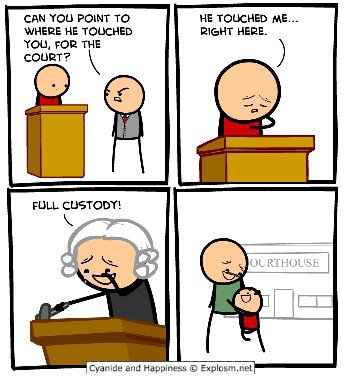 CAN YOU POINT TO
WHERE HE TOUCHED
YOU, FOR THE
COURT?
HE TOUCHED ME...
RIGHT HERE.
FULL CUSTODY!
OURTHOUSE
Cyanide and Happiness © Explosm.net